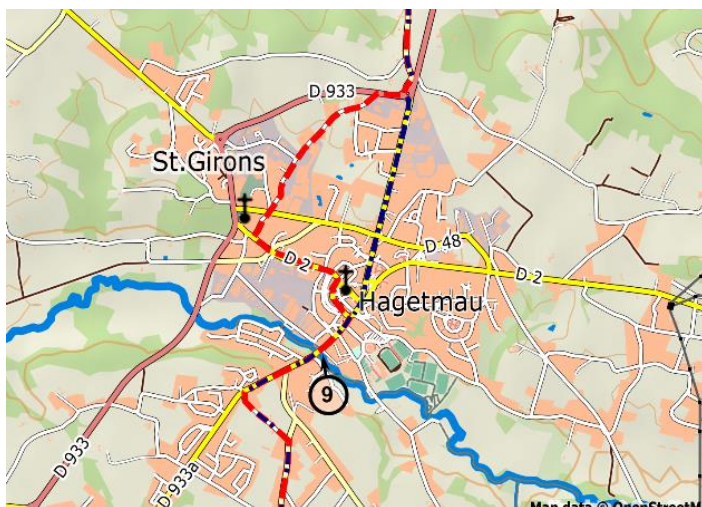 D 933
St.Girons
D 48
D 2
D-2
Hagetmau
9
D-933
D-933a
Map data © OpenStreetM